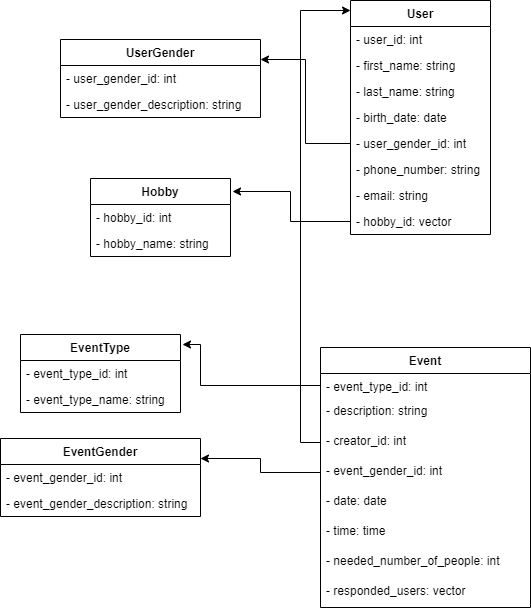 User
- user_id: int
- first_name: string
- last_name: string
- birth_date: date
- user_gender_id: int
- phone_number: string
- email: string
- hobby_id: vector
UserGender
- user_gender_id: int
- user_gender_description: string
Hobby
- hobby_id: int
- hobby_name: string
EventType
- event_type_id: int
- event_type_name: string
EventGender
- event_gender_id: int
- event_gender_description: string
Event
- event_type_id: int
- description: string
- creator_id: int
- event_gender_id: int
- date: date
- time: time
- needed_number_of_people: int
- responded_users: vector